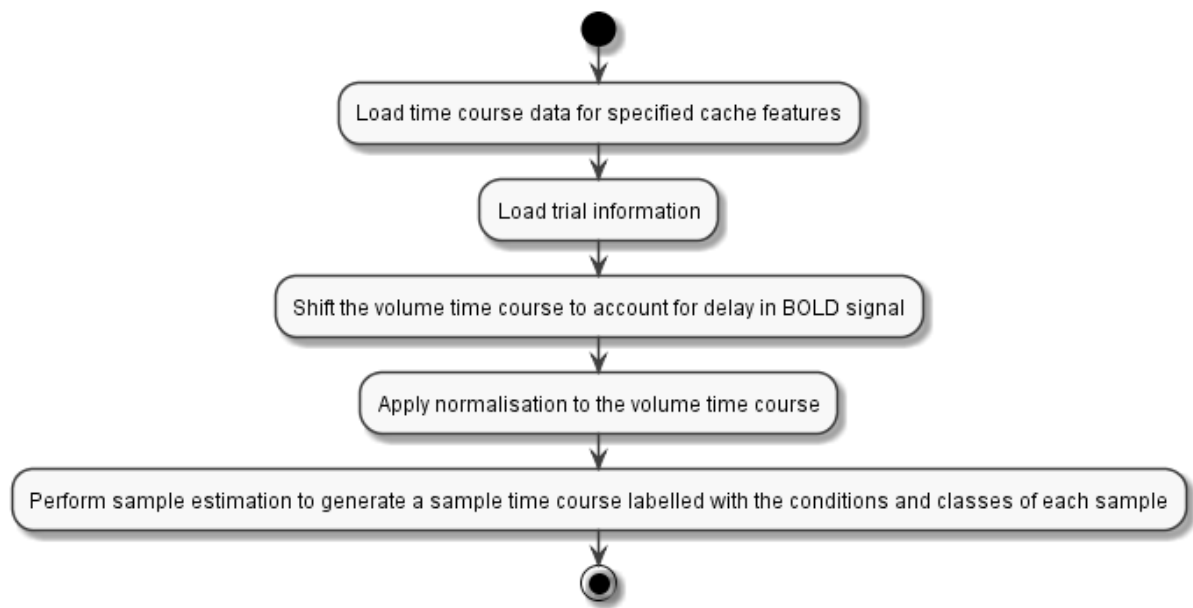 Load time course data for specified cache features
Load trial information
Shift the volume time course to account for delay in BOLD signal
Apply normalisation to the volume time course
Perform sample estimation to generate a sample time course labelled with the conditions and classes of each sample